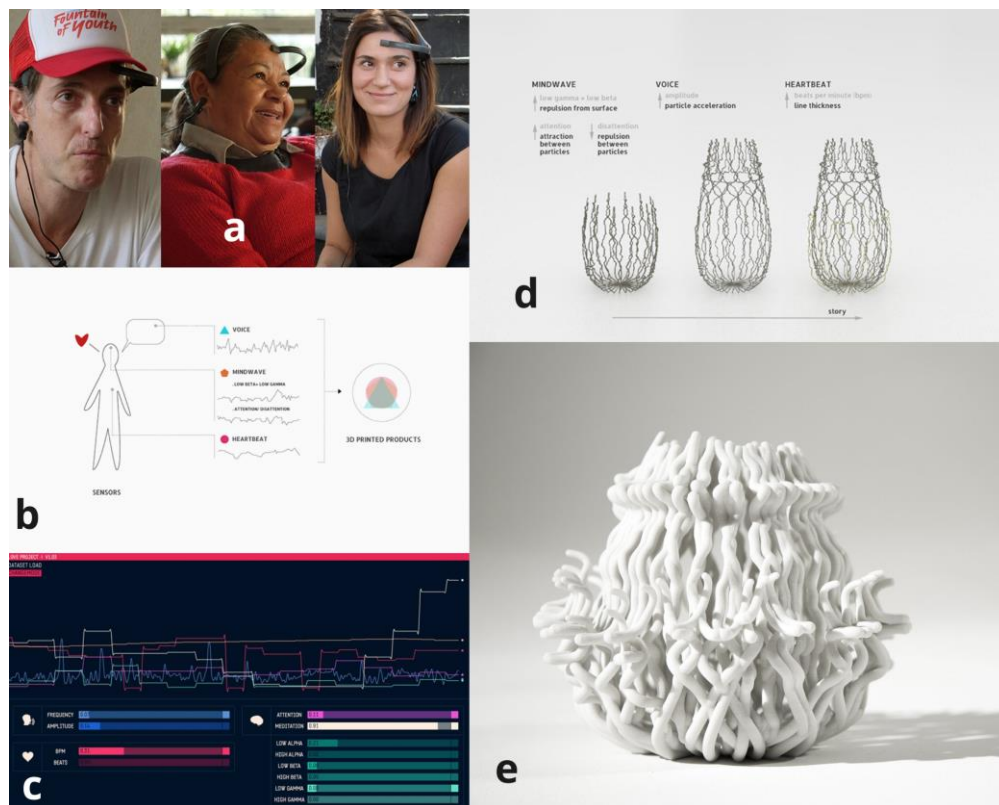 Fountain
of Youth
a
VOICE
MINDWAVE
.LOW BETA+ LOW GAMMA
.ATTENTION/ DISATTENTION
HEARTBEAT
3D PRINTED PRODUCTS
SENSORS
b
DATASET LOAD
FREQUENCY
AMPLITUDE
BPM
BEATS
ATTENTION
MEDITATION
LOW ALPHA
HIGH ALPHA
LOW BETA
HIGH BETA
LOW GAMMA
HIGH GAMMA
c
MINDWAVE
low gamma + low beta
repulsion from surface
attention
attraction
between
particles
disattention
repulsion
between
particles
VOICE
amplitude
particle acceleration
HEARTBEAT
beats per minute (bpm)
line thickness
d
story
e